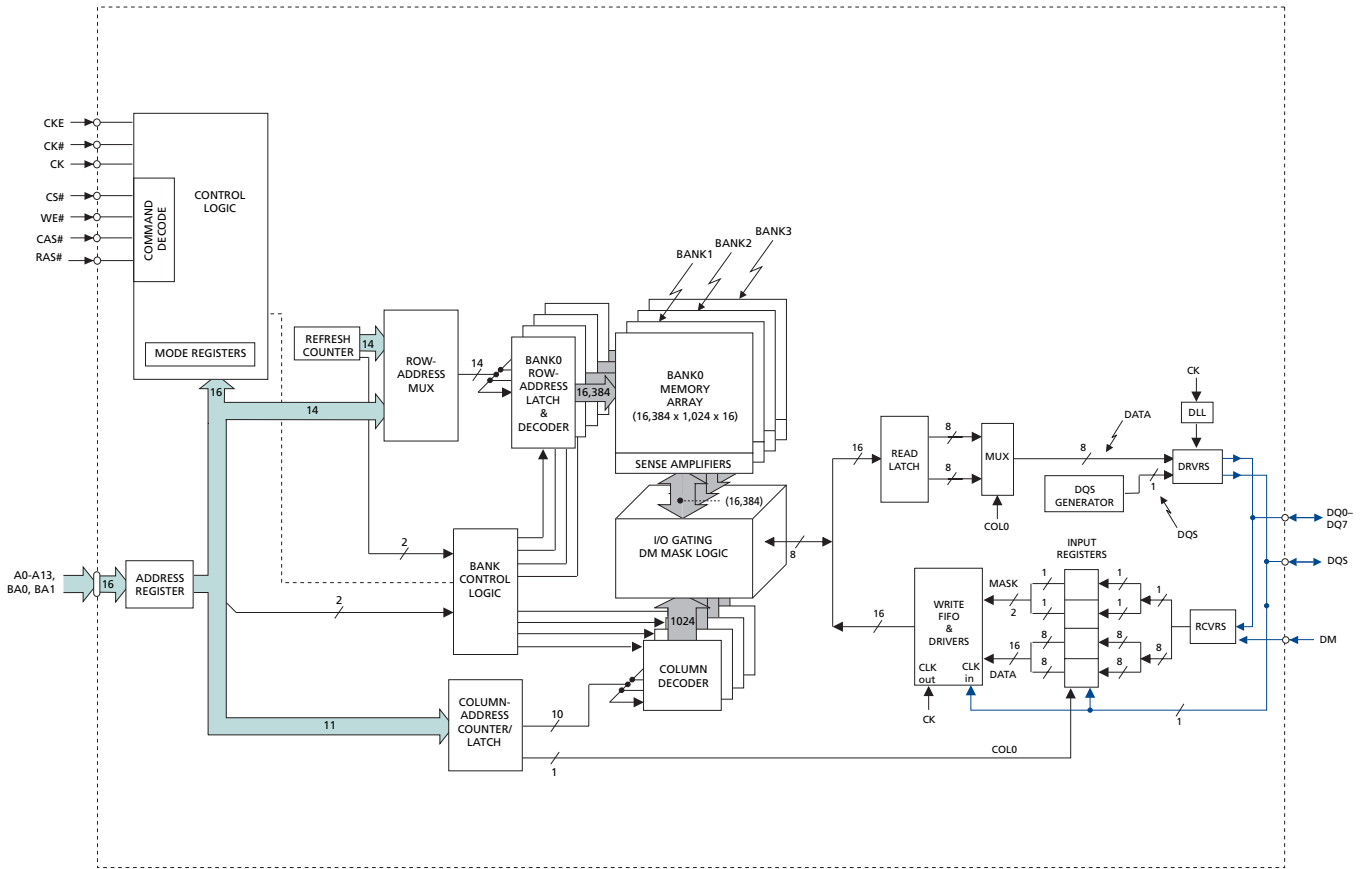 CKE
CK#
CK
CS#
WE#
CAS#
RAS#
COMMAND
DECODE
CONTROL
LOGIC
MODE REGISTERS
16
14
REFRESH
COUNTER
14
ROW-
ADDRESS
MUX
14
BANK0
ROW-
ADDRESS
LATCH
&
DECODER
16,384
BANK1
BANK2
BANK3
BANK0
MEMORY
ARRAY
(16,384 x 1,024 x 16)
SENSE AMPLIFIERS
(16,384)
I/O GATING
DM MASK LOGIC
8
2
2
BANK
CONTROL
LOGIC
1024
COLUMN
DECODER
A0-A13,
BA0, BA1
16
ADDRESS
REGISTER
11
COLUMN-
ADDRESS
COUNTER/
LATCH
10
1
COL0
16
READ
LATCH
8
8
MUX
COL0
8
DATA
CK
DLL
DRVRS
DQS
GENERATOR
1
DQS
DQ0–
DQ7
DQS
DM
16
WRITE
FIFO
&
DRIVERS
CLK
out
CLK
in
CK
MASK
2
16
DATA
INPUT
REGISTERS
1
1
8
8
1
1
8
8
1
8
RCVRS
1